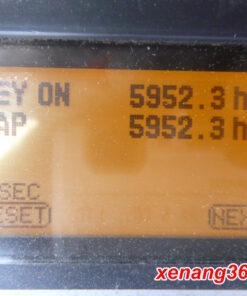 EY ON 5952.3 h
AP 5952.3 h
SEC
ESET) (NEX
xenang36